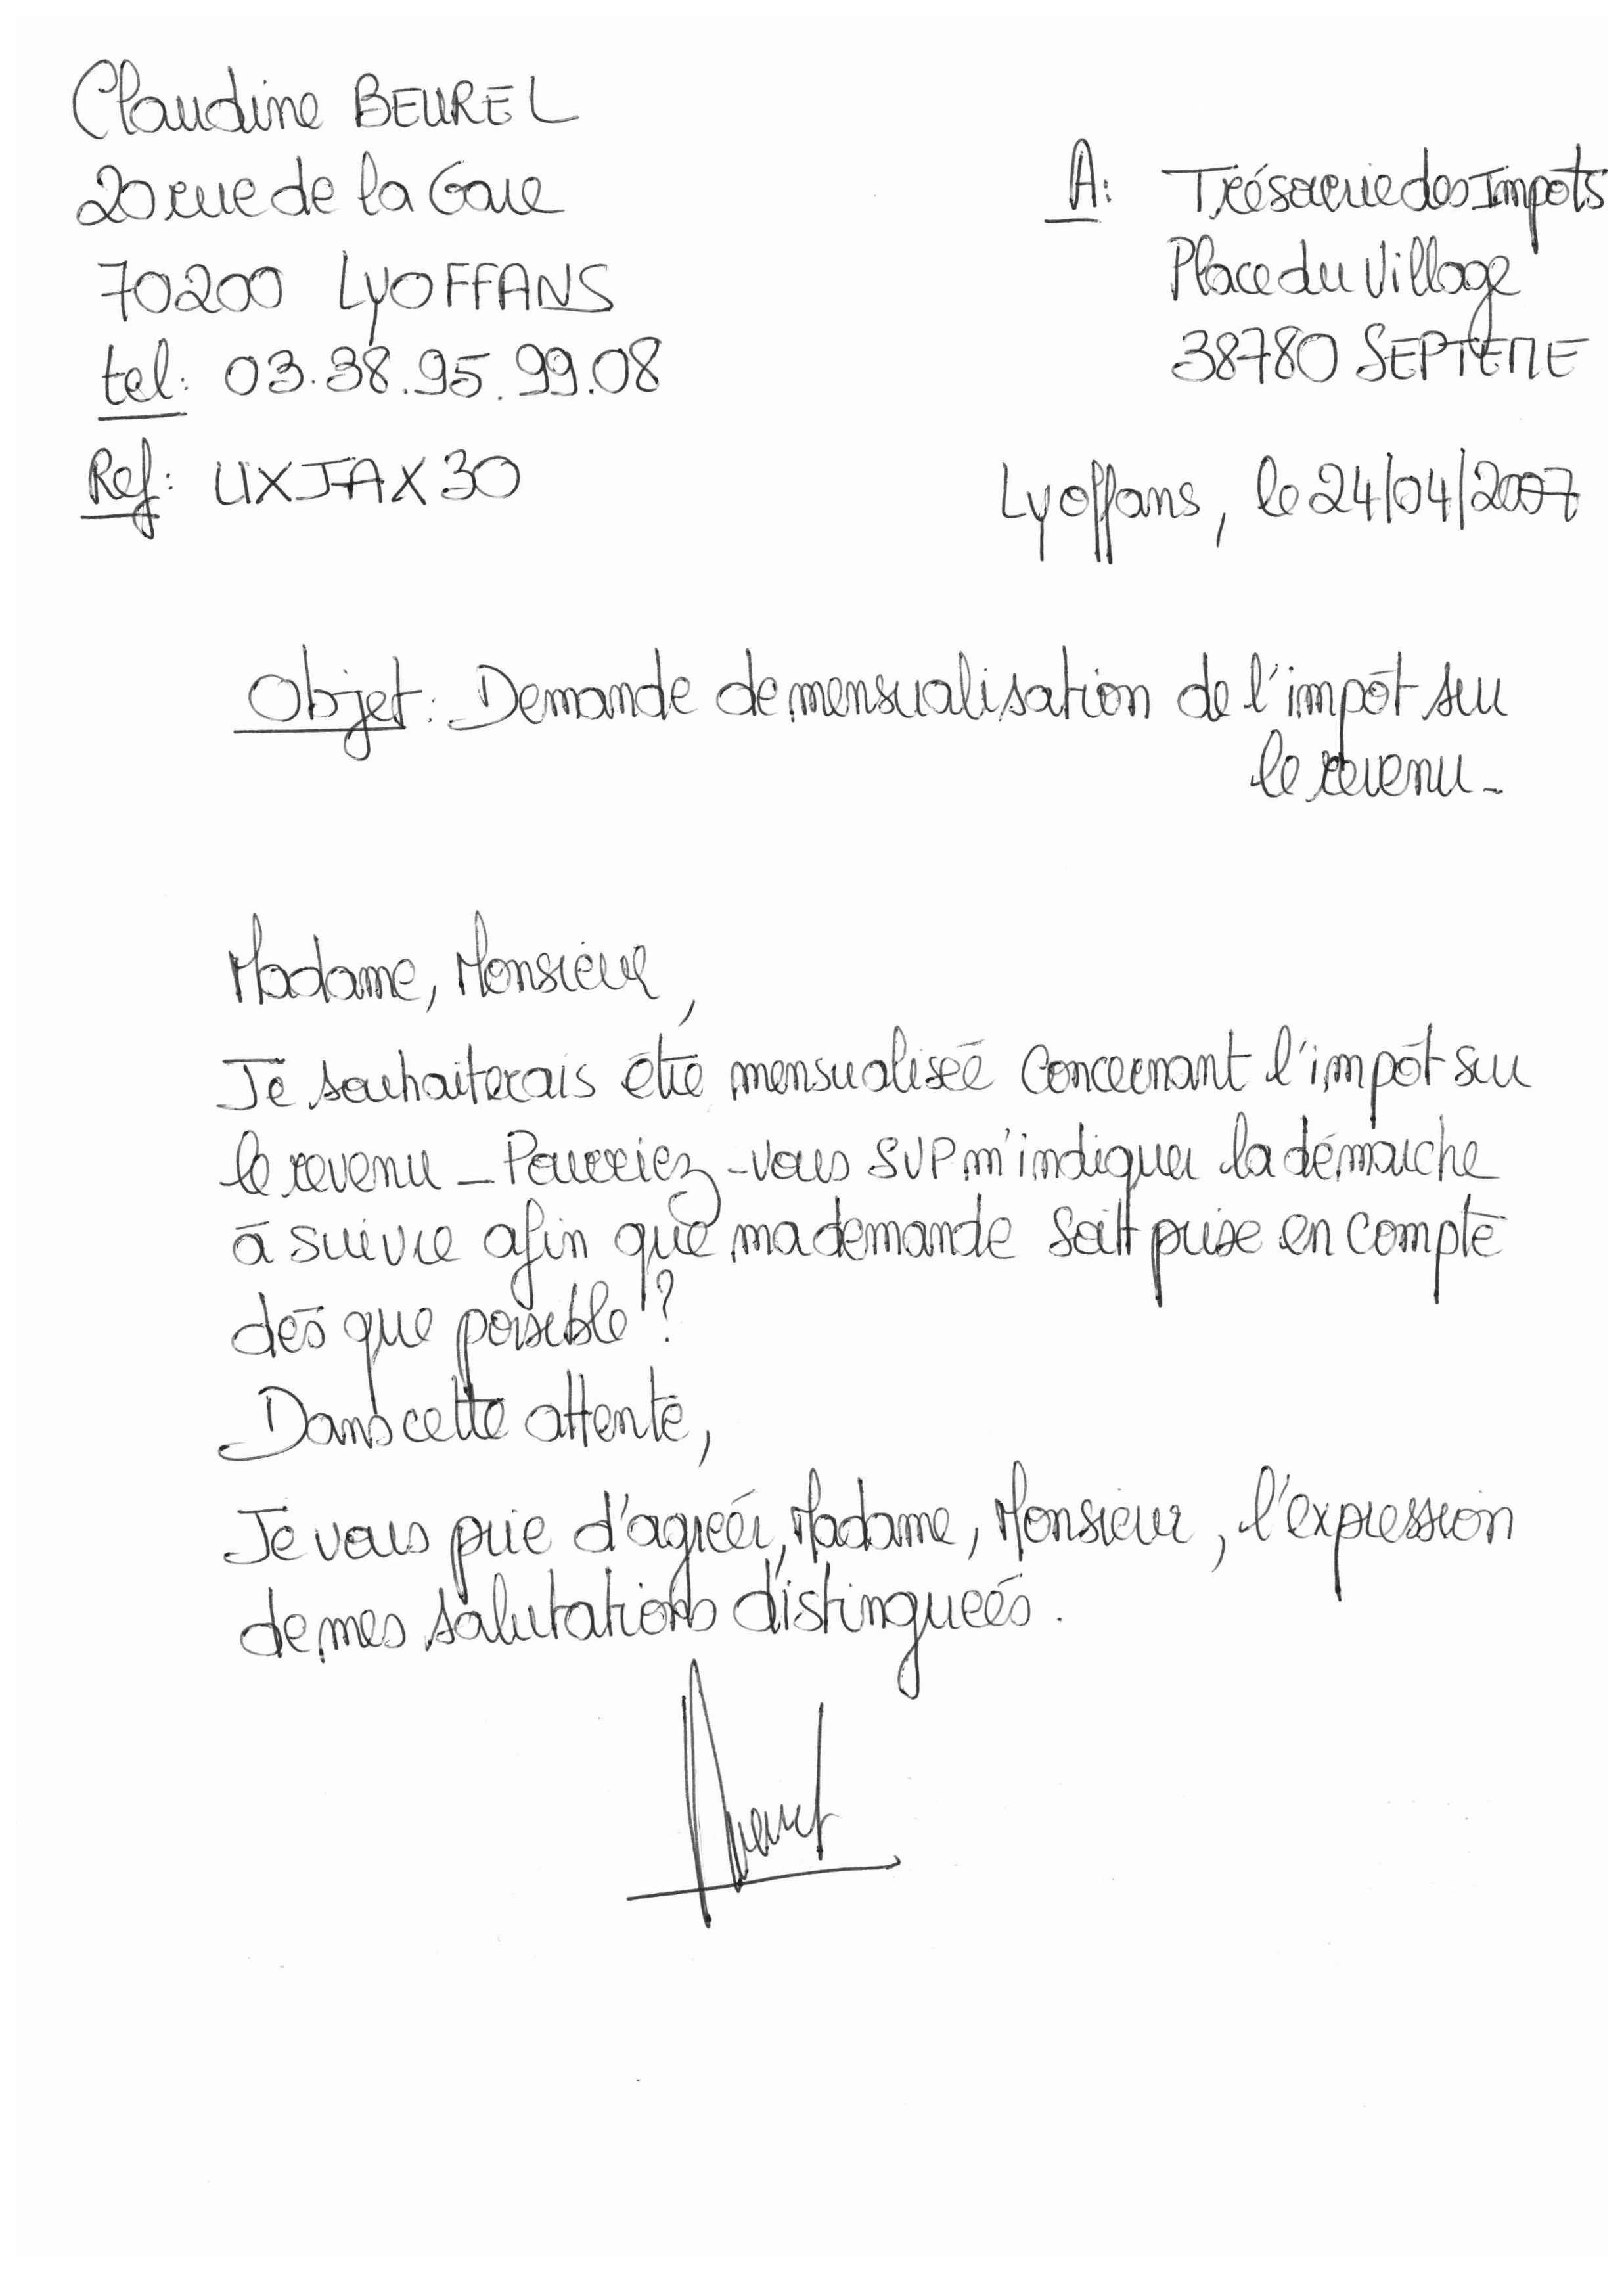 Claudine BEUREL
20 rue de la Gare
70200 LYOFFANS
tel: 03.38.95.99.08
Ref: UXJAX30
A: Trésorerie des Impots
Place du Village
38780 SEPTEME
Lyoffans, le 24/04/2007
Objet: Demande de mensualisation de l'impôt sur
le revenu_
Madame, Monsieur,
Je souhaiterais être mensualisée concernant l'impôt sur
le revenu _ Pourriez-vous SVP m'indiquer la démarche
à suivre afin que ma demande soit prise en compte
dès que possible ?
Dans cette attente,
Je vous prie d'agréer, Madame, Monsieur, l'expression
de mes salutations distinguées.